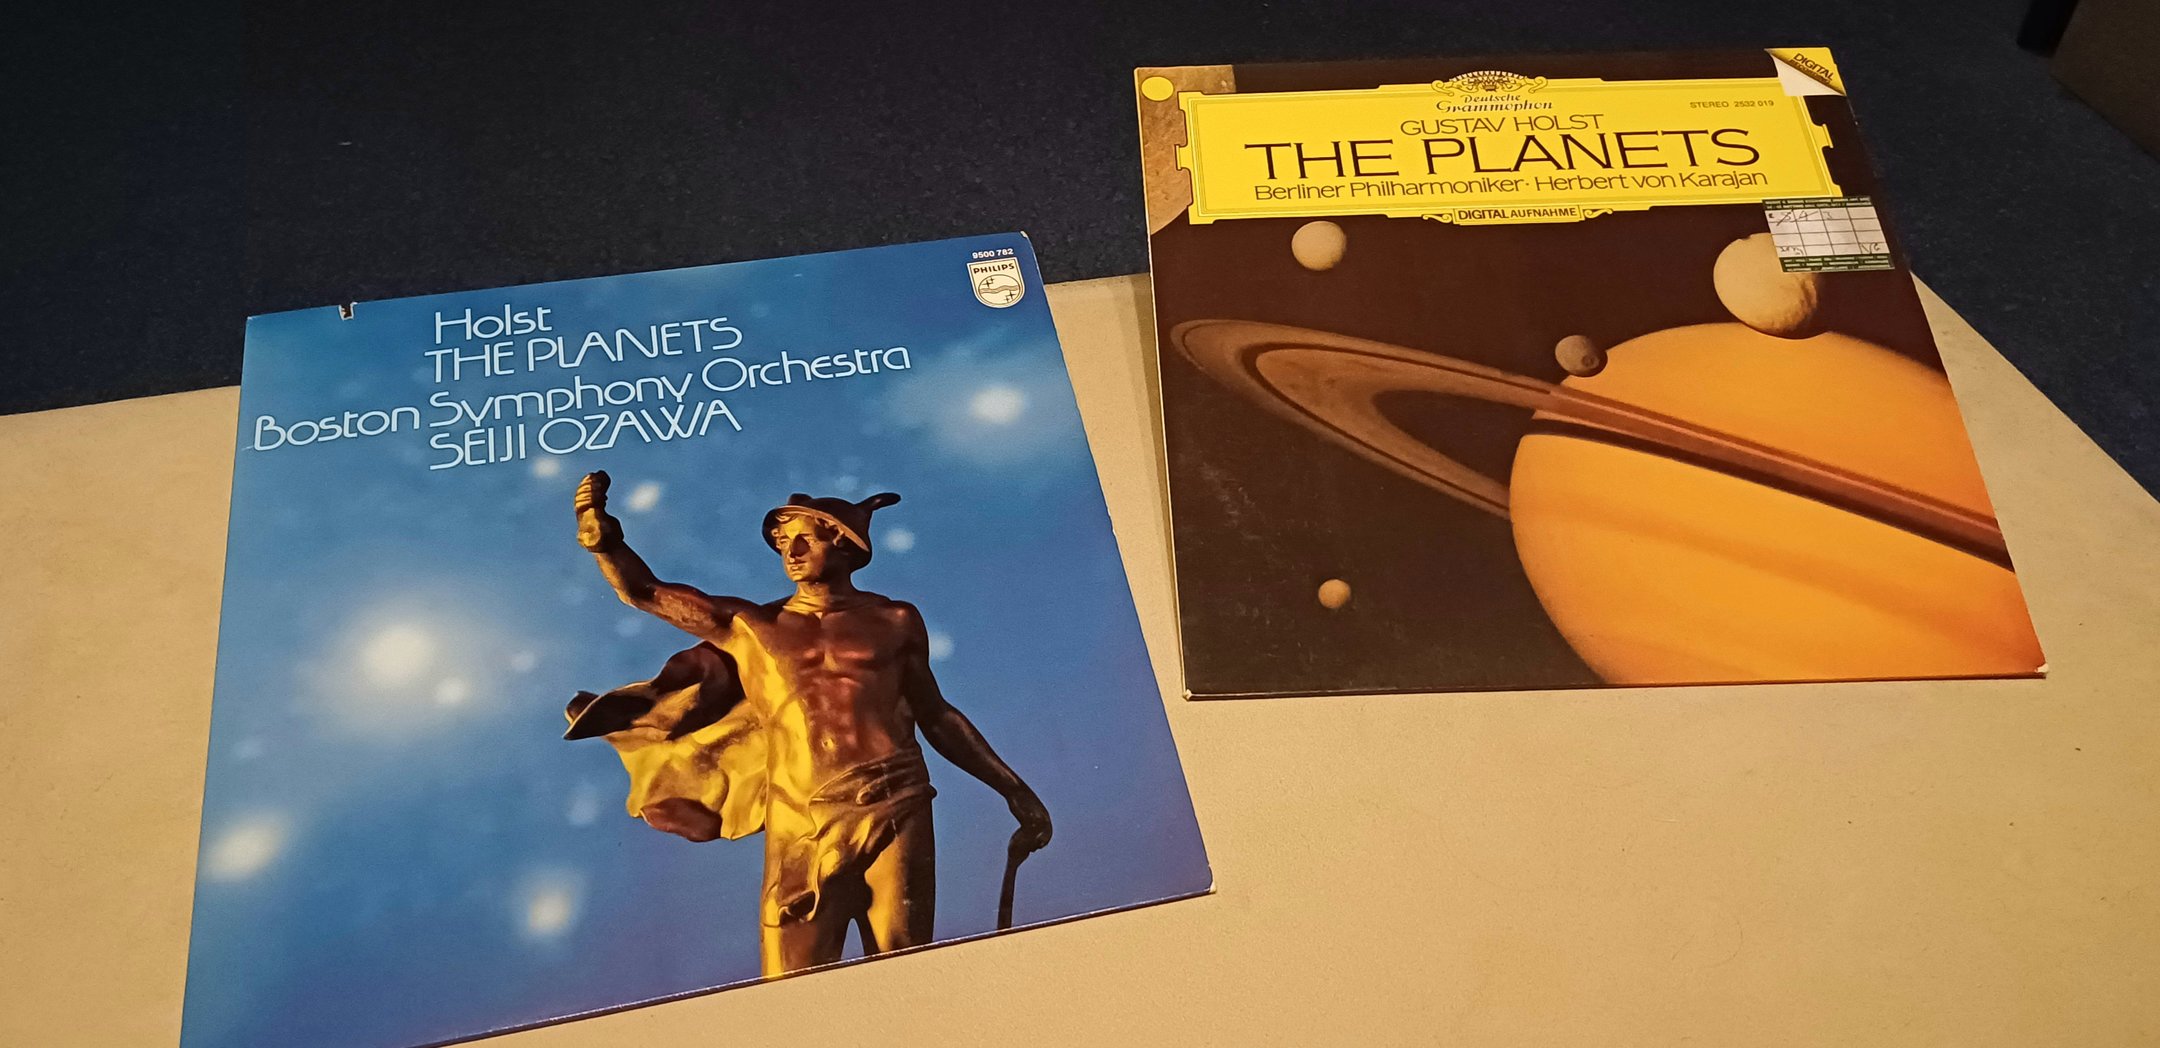 9500 782
PHILIPS
Holst
THE PLANETS
Boston Symphony Orchestra
SEIJI OZAWA
Deutsche
Grammophon
STEREO 2532 019
GUSTAV HOLST
THE PLANETS
Berliner Philharmoniker · Herbert von Karajan
DIGITAL AUFNAHME
DIGITAL